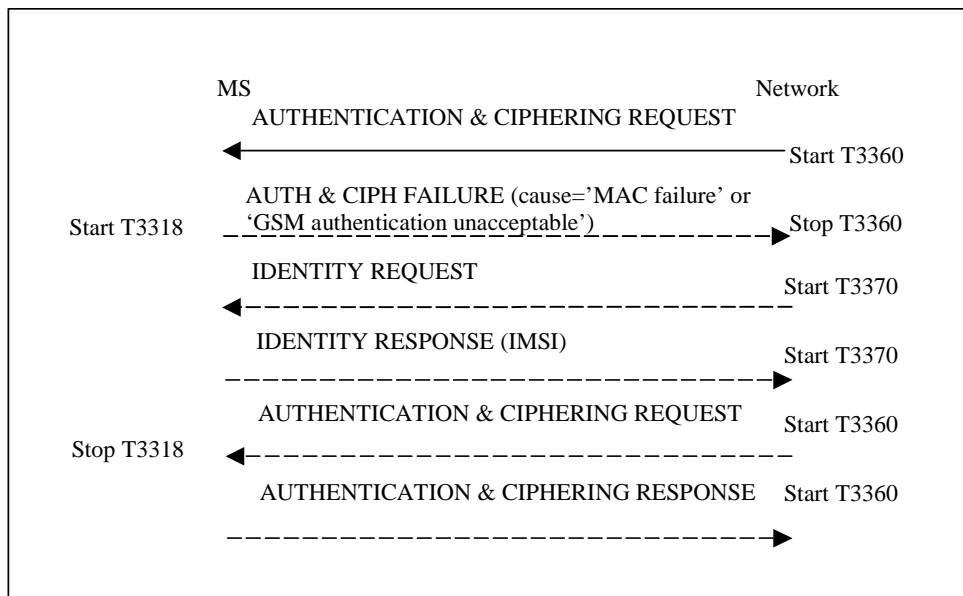 MS Network
AUTHENTICATION & CIPHERING REQUEST
Start T3360
AUTH & CIPH FAILURE (cause=’MAC failure’ or
Start T3318 ‘GSM authentication unacceptable’) Stop T3360
IDENTITY REQUEST
Start T3370
IDENTITY RESPONSE (IMSI)
Start T3370
AUTHENTICATION & CIPHERING REQUEST Start T3360
Stop T3318
AUTHENTICATION & CIPHERING RESPONSE Start T3360